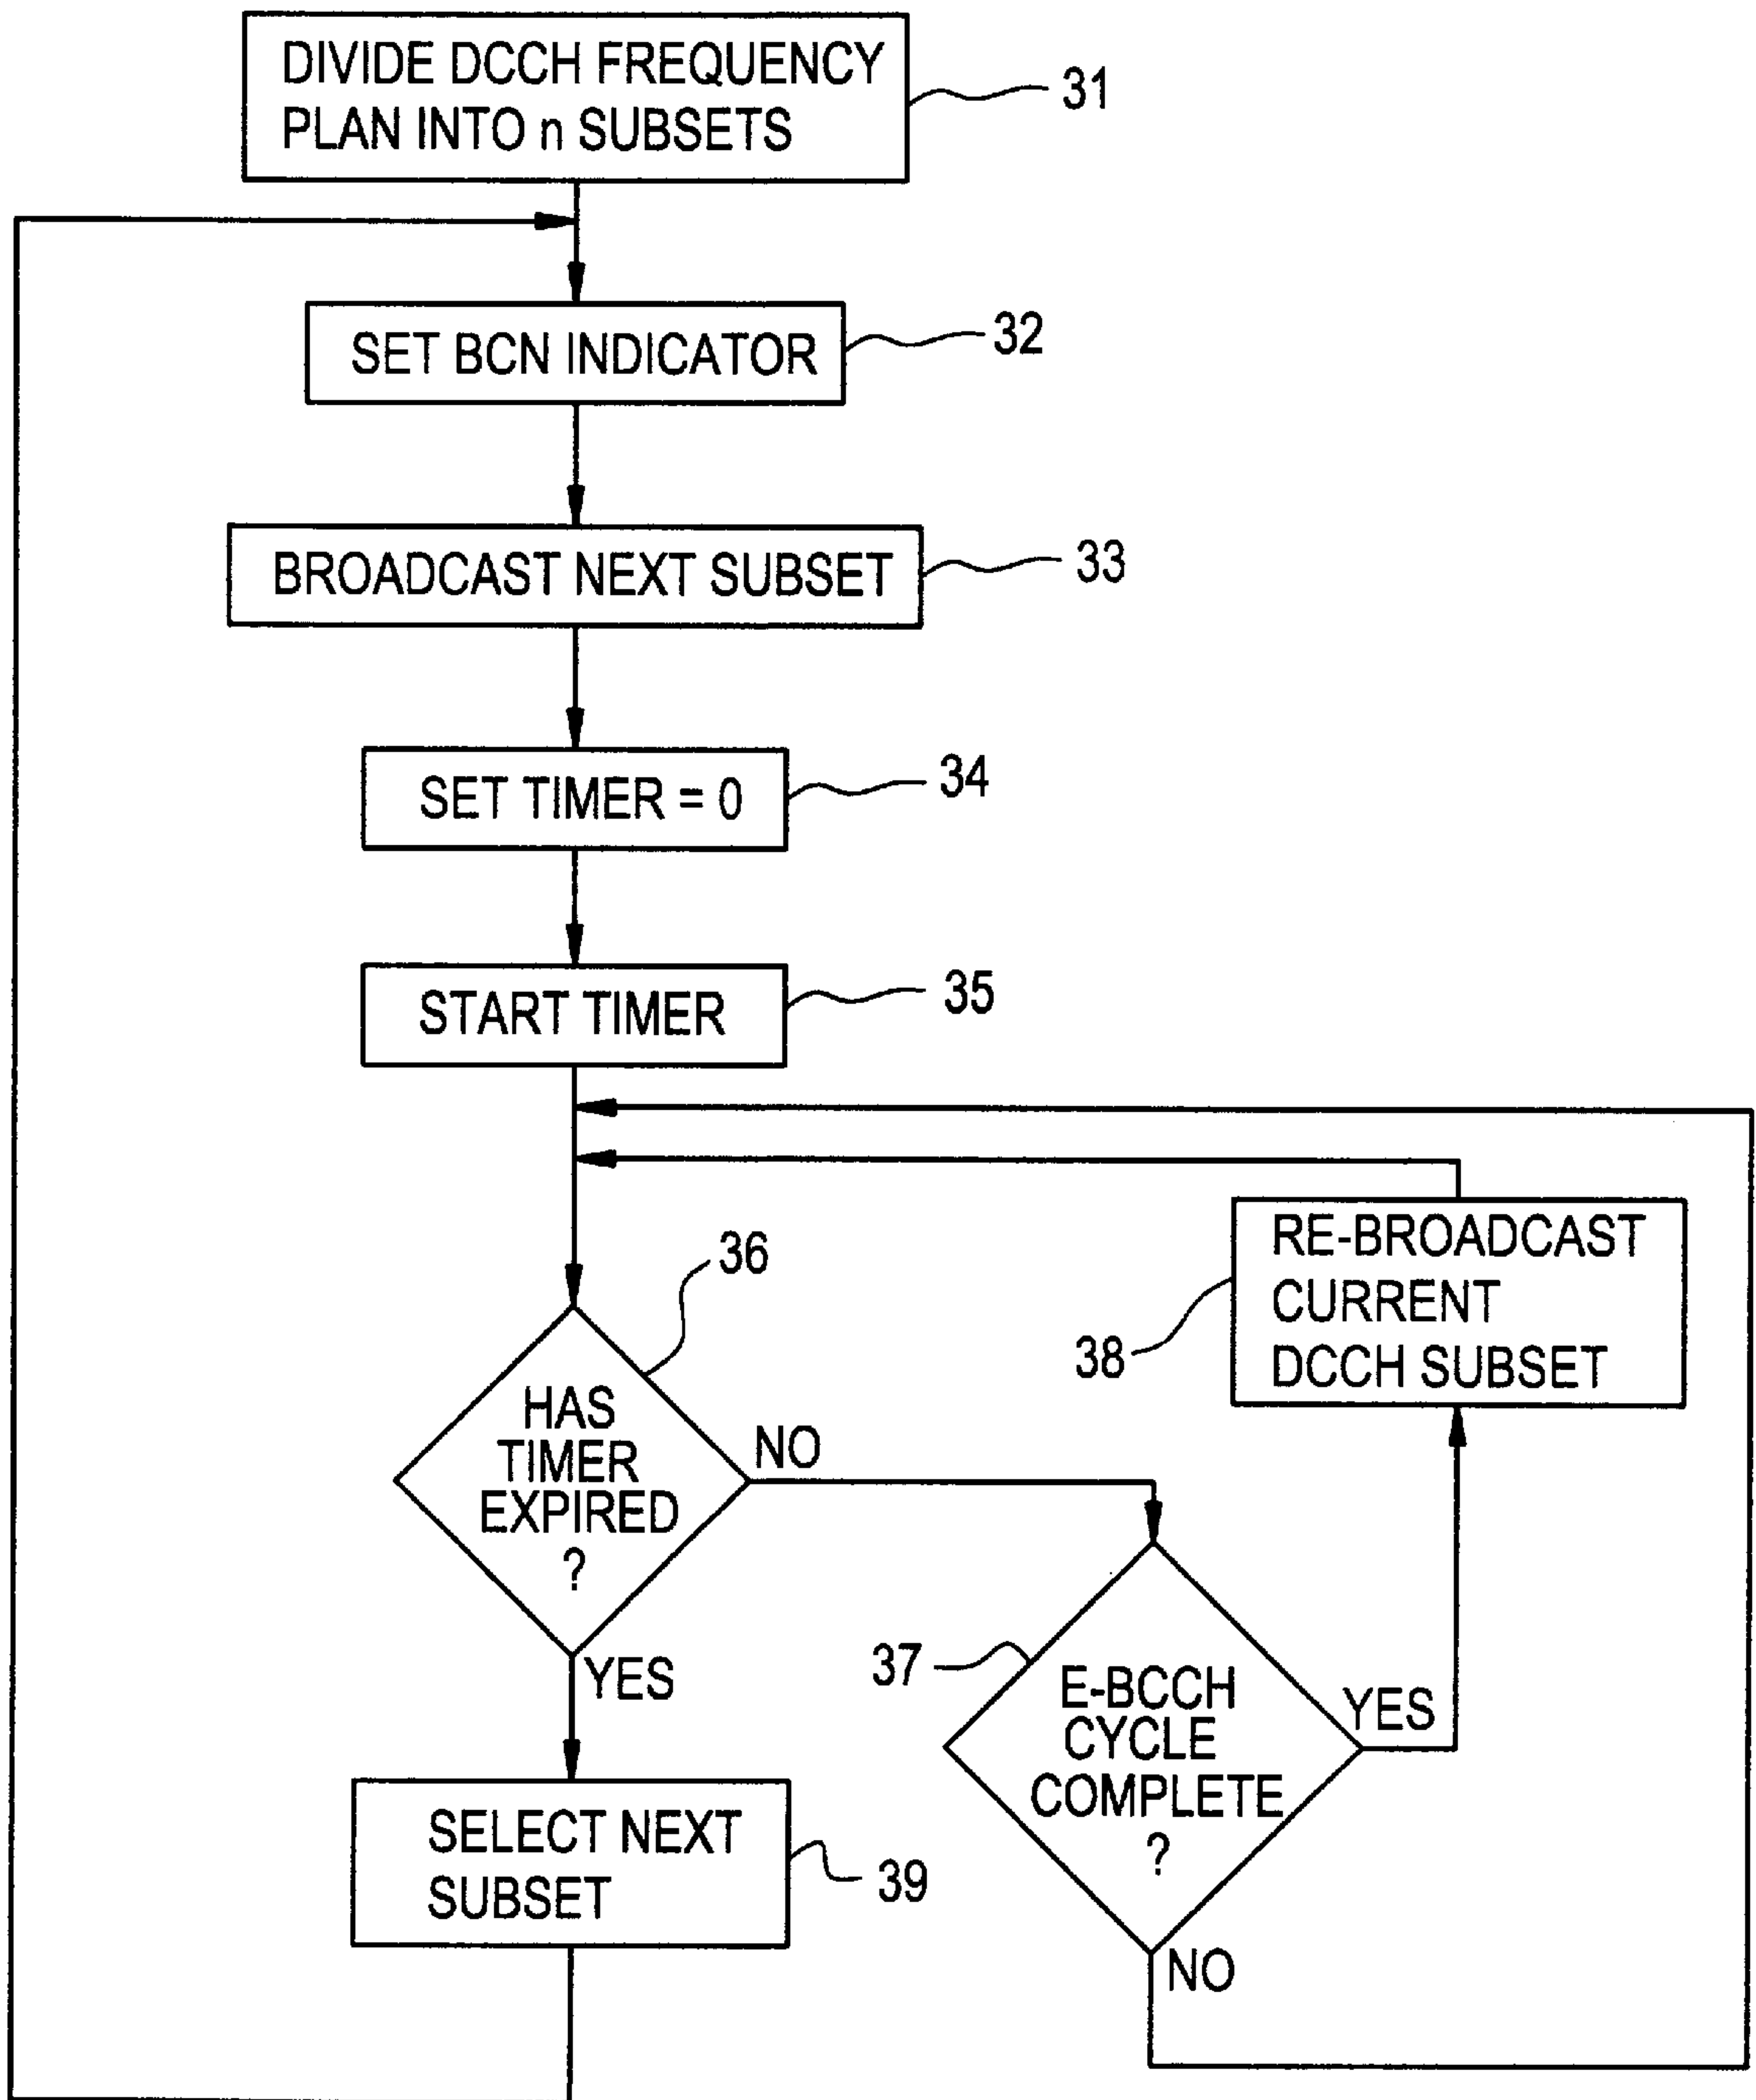 DIVIDE DCCH FREQUENCY
PLAN INTO n SUBSETS
31
SET BCN INDICATOR
32
BROADCAST NEXT SUBSET
33
SET TIMER = 0
34
START TIMER
35
36
HAS
TIMER
EXPIRED
?
NO
YES
RE-BROADCAST
CURRENT
DCCH SUBSET
38
37
E-BCCH
CYCLE
COMPLETE
?
YES
NO
SELECT NEXT
SUBSET
39